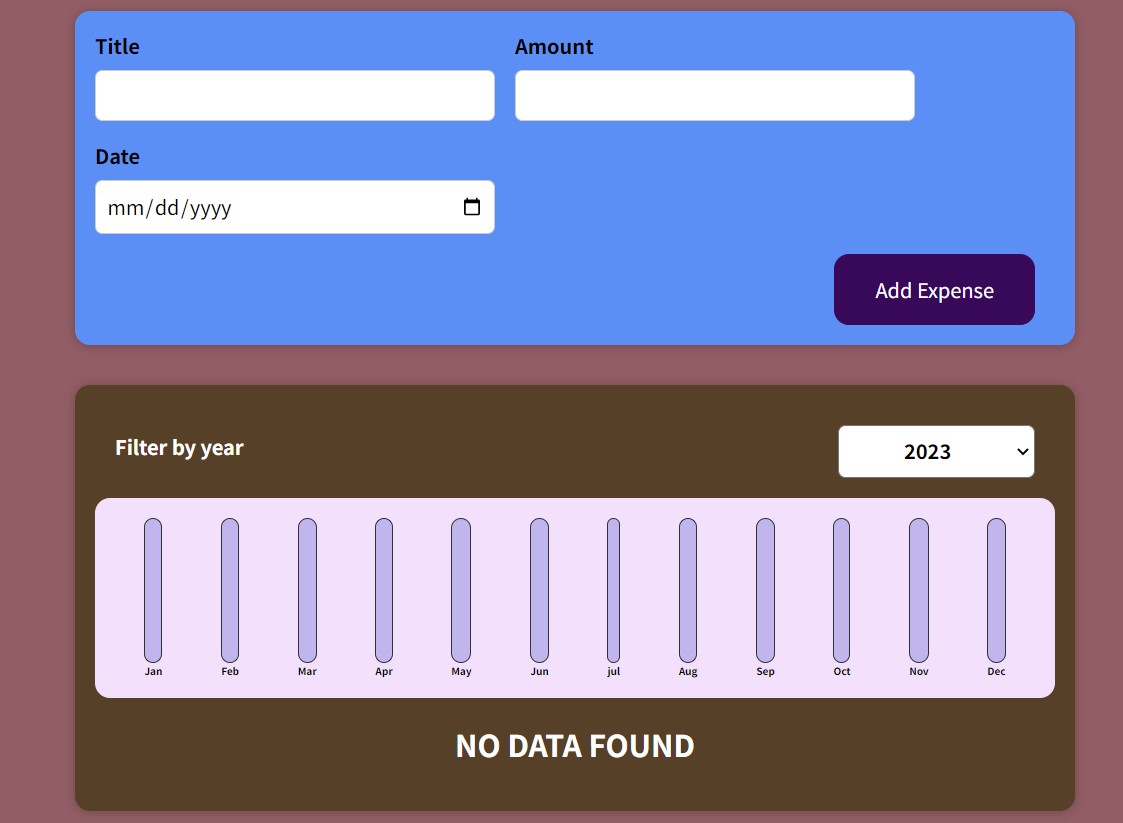 Title Amount
Date
mm/dd/yyyy
Add Expense
Filter by year 2023
Jan Feb Mar Apr May Jun jul Aug Sep Oct Nov Dec
NO DATA FOUND